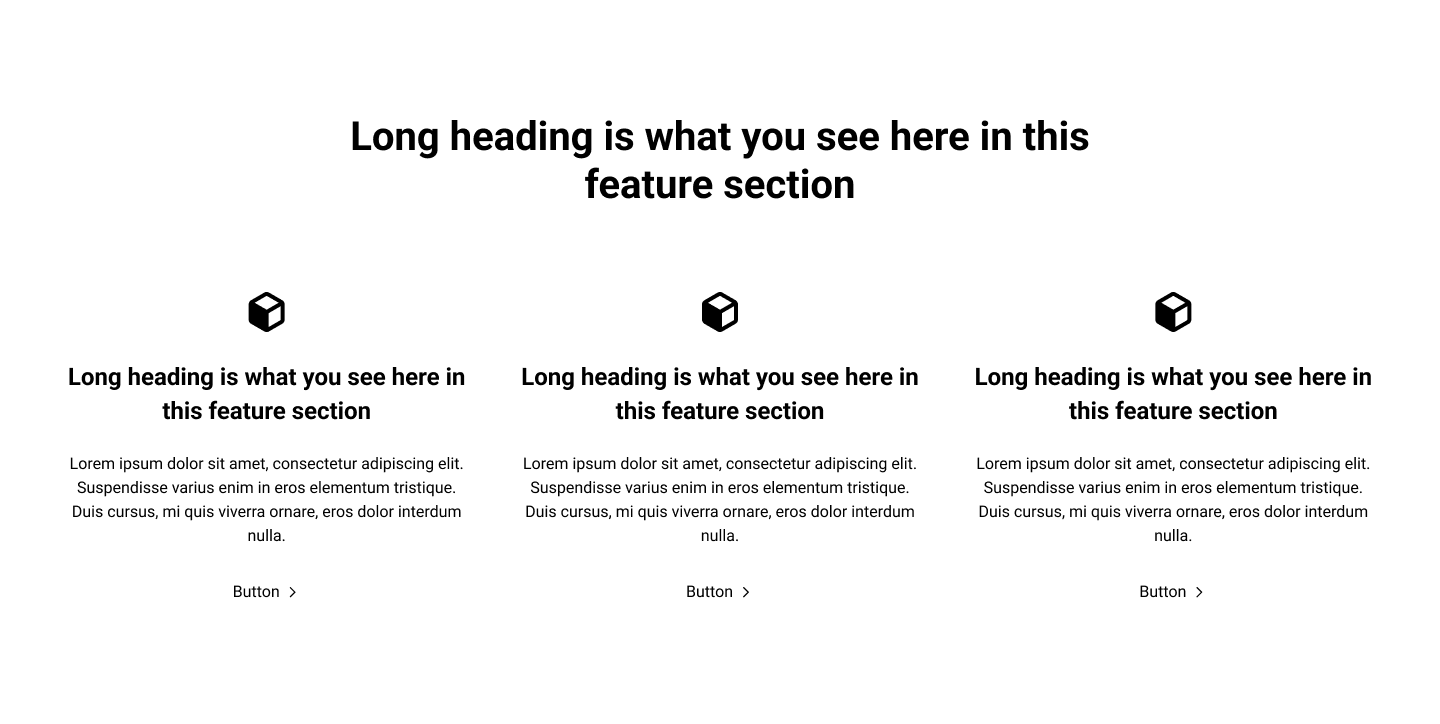 Long heading is what you see here in this
feature section
Long heading is what you see here in
this feature section
Lorem ipsum dolor sit amet, consectetur adipiscing elit.
Suspendisse varius enim in eros elementum tristique.
Duis cursus, mi quis viverra ornare, eros dolor interdum
nulla.
Button
Long heading is what you see here in
this feature section
Lorem ipsum dolor sit amet, consectetur adipiscing elit.
Suspendisse varius enim in eros elementum tristique.
Duis cursus, mi quis viverra ornare, eros dolor interdum
nulla.
Button
Long heading is what you see here in
this feature section
Lorem ipsum dolor sit amet, consectetur adipiscing elit.
Suspendisse varius enim in eros elementum tristique.
Duis cursus, mi quis viverra ornare, eros dolor interdum
nulla.
Button